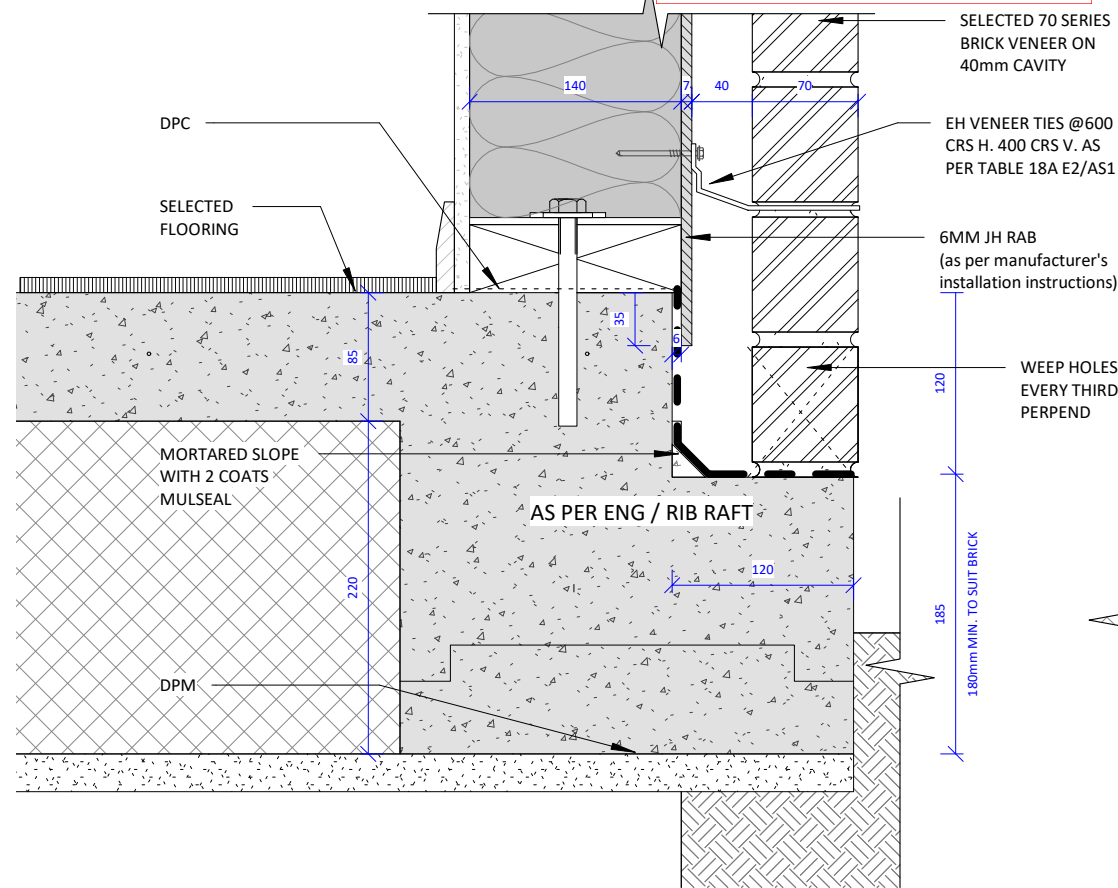 SELECTED 70 SERIES
BRICK VENEER ON
40mm CAVITY
140
7
40
70
DPC
EH VENEER TIES @600
CRS H. 400 CRS V. AS
PER TABLE 18A E2/AS1
SELECTED
FLOORING
6MM JH RAB
(as per manufacturer's
installation instructions)
35
6
85
120
WEEP HOLES
EVERY THIRD
PERPEND
MORTARED SLOPE
WITH 2 COATS
MULSEAL
AS PER ENG / RIB RAFT
120
220
185
180mm MIN. TO SUIT BRICK
DPM